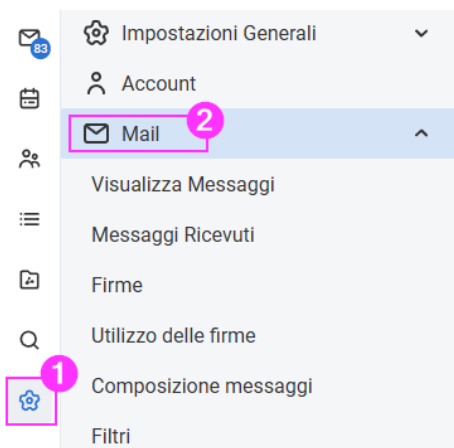 83
Impostazioni Generali
Account
Mail
2
Visualizza Messaggi
Messaggi Ricevuti
Firme
Utilizzo delle firme
1
Composizione messaggi
Filtri